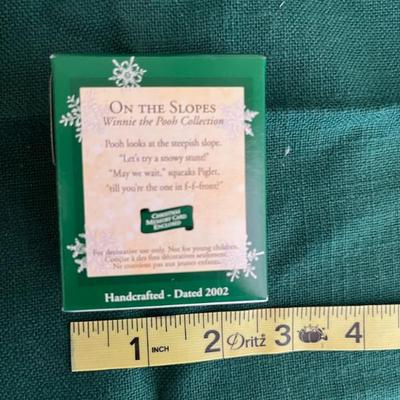 ON THE SLOPES
Winnie the Pooh Collection
Pooh looks at the steepish slope.
"Let's try a snowy stunt!"
"May we wait," squeaks Piglet,
"till you're the one in f-f-front?"
CHRISTMAS
MEMORY CARD
ENCLOSED
For decorative use only. Not for young children.
Conçue à des fins décoratives seulement.
Ne convient pas aux jeunes enfants.
Handcrafted - Dated 2002
1 INCH 2 Dritz® 3 4